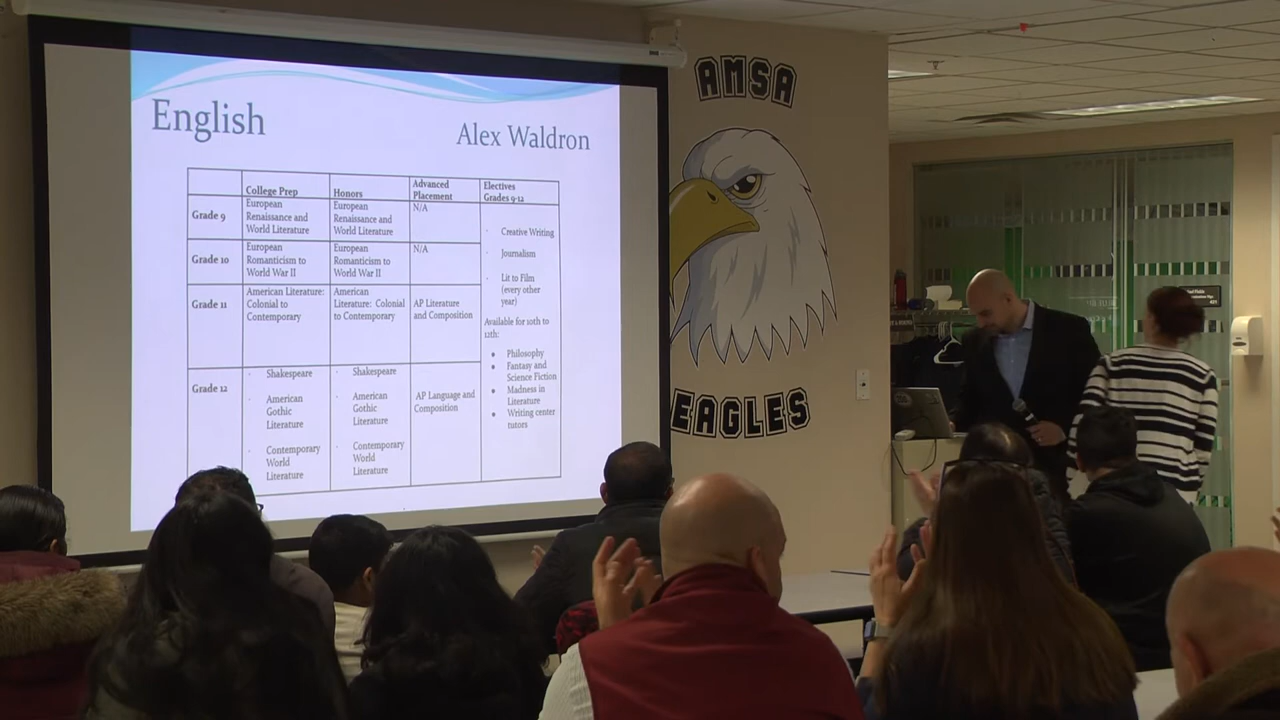 English
Alex Waldron
College Prep
Honors
Advanced
Placement
Electives
Grades 9-12
Grade 9
European
Renaissance and
World Literature
European
Renaissance and
World Literature
N/A
Grade 10
European
Romanticism to
World War II
European
Romanticism to
World War II
N/A
Grade 11
American Literature:
Colonial to
Contemporary
American
Literature: Colonial
to Contemporary
AP Literature
and Composition
Grade 12
Shakespeare
American
Gothic
Literature
Contemporary
World
Literature
Shakespeare
American
Gothic
Literature
Contemporary
World
Literature
AP Language and
Composition
Creative Writing
Journalism
Lit to Film
(every other
year)
Available for 10th to
12th:
Philosophy
Fantasy and
Science Fiction
Madness in
Literature
Writing center
tutors
AMSA
EAGLES